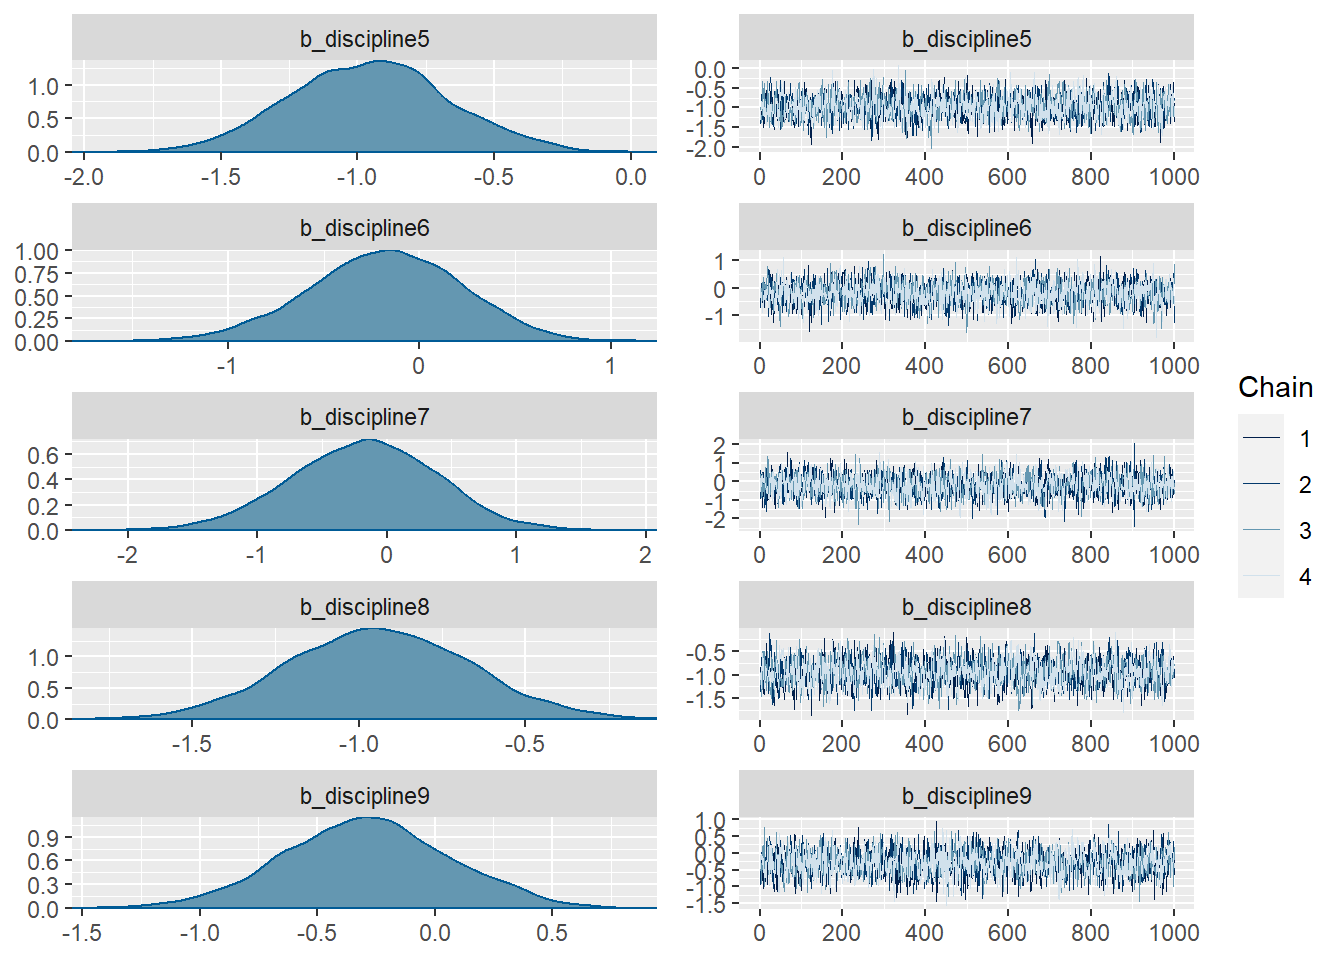 b_discipline5 b_discipline5
1.0 0.5 0.0
-2.0 -1.5 -1.0 -0.5 0.0
0.0 -0.5 -1.0 -1.5 -2.0
0 200 400 600 800 1000
b_discipline6 b_discipline6
1.00 0.75 0.50 0.25 0.00
-1 0 1
1 0 -1
0 200 400 600 800 1000
b_discipline7 b_discipline7
0.6 0.4 0.2 0.0
-2 -1 0 1 2
2 1 0 -1 -2
0 200 400 600 800 1000
b_discipline8 b_discipline8
1.0 0.5 0.0
-1.5 -1.0 -0.5
-0.5 -1.0 -1.5
0 200 400 600 800 1000
b_discipline9 b_discipline9
0.9 0.6 0.3 0.0
-1.5 -1.0 -0.5 0.0 0.5
1.0 0.5 0.0 -0.5 -1.0 -1.5
0 200 400 600 800 1000
Chain
1
2
3
4